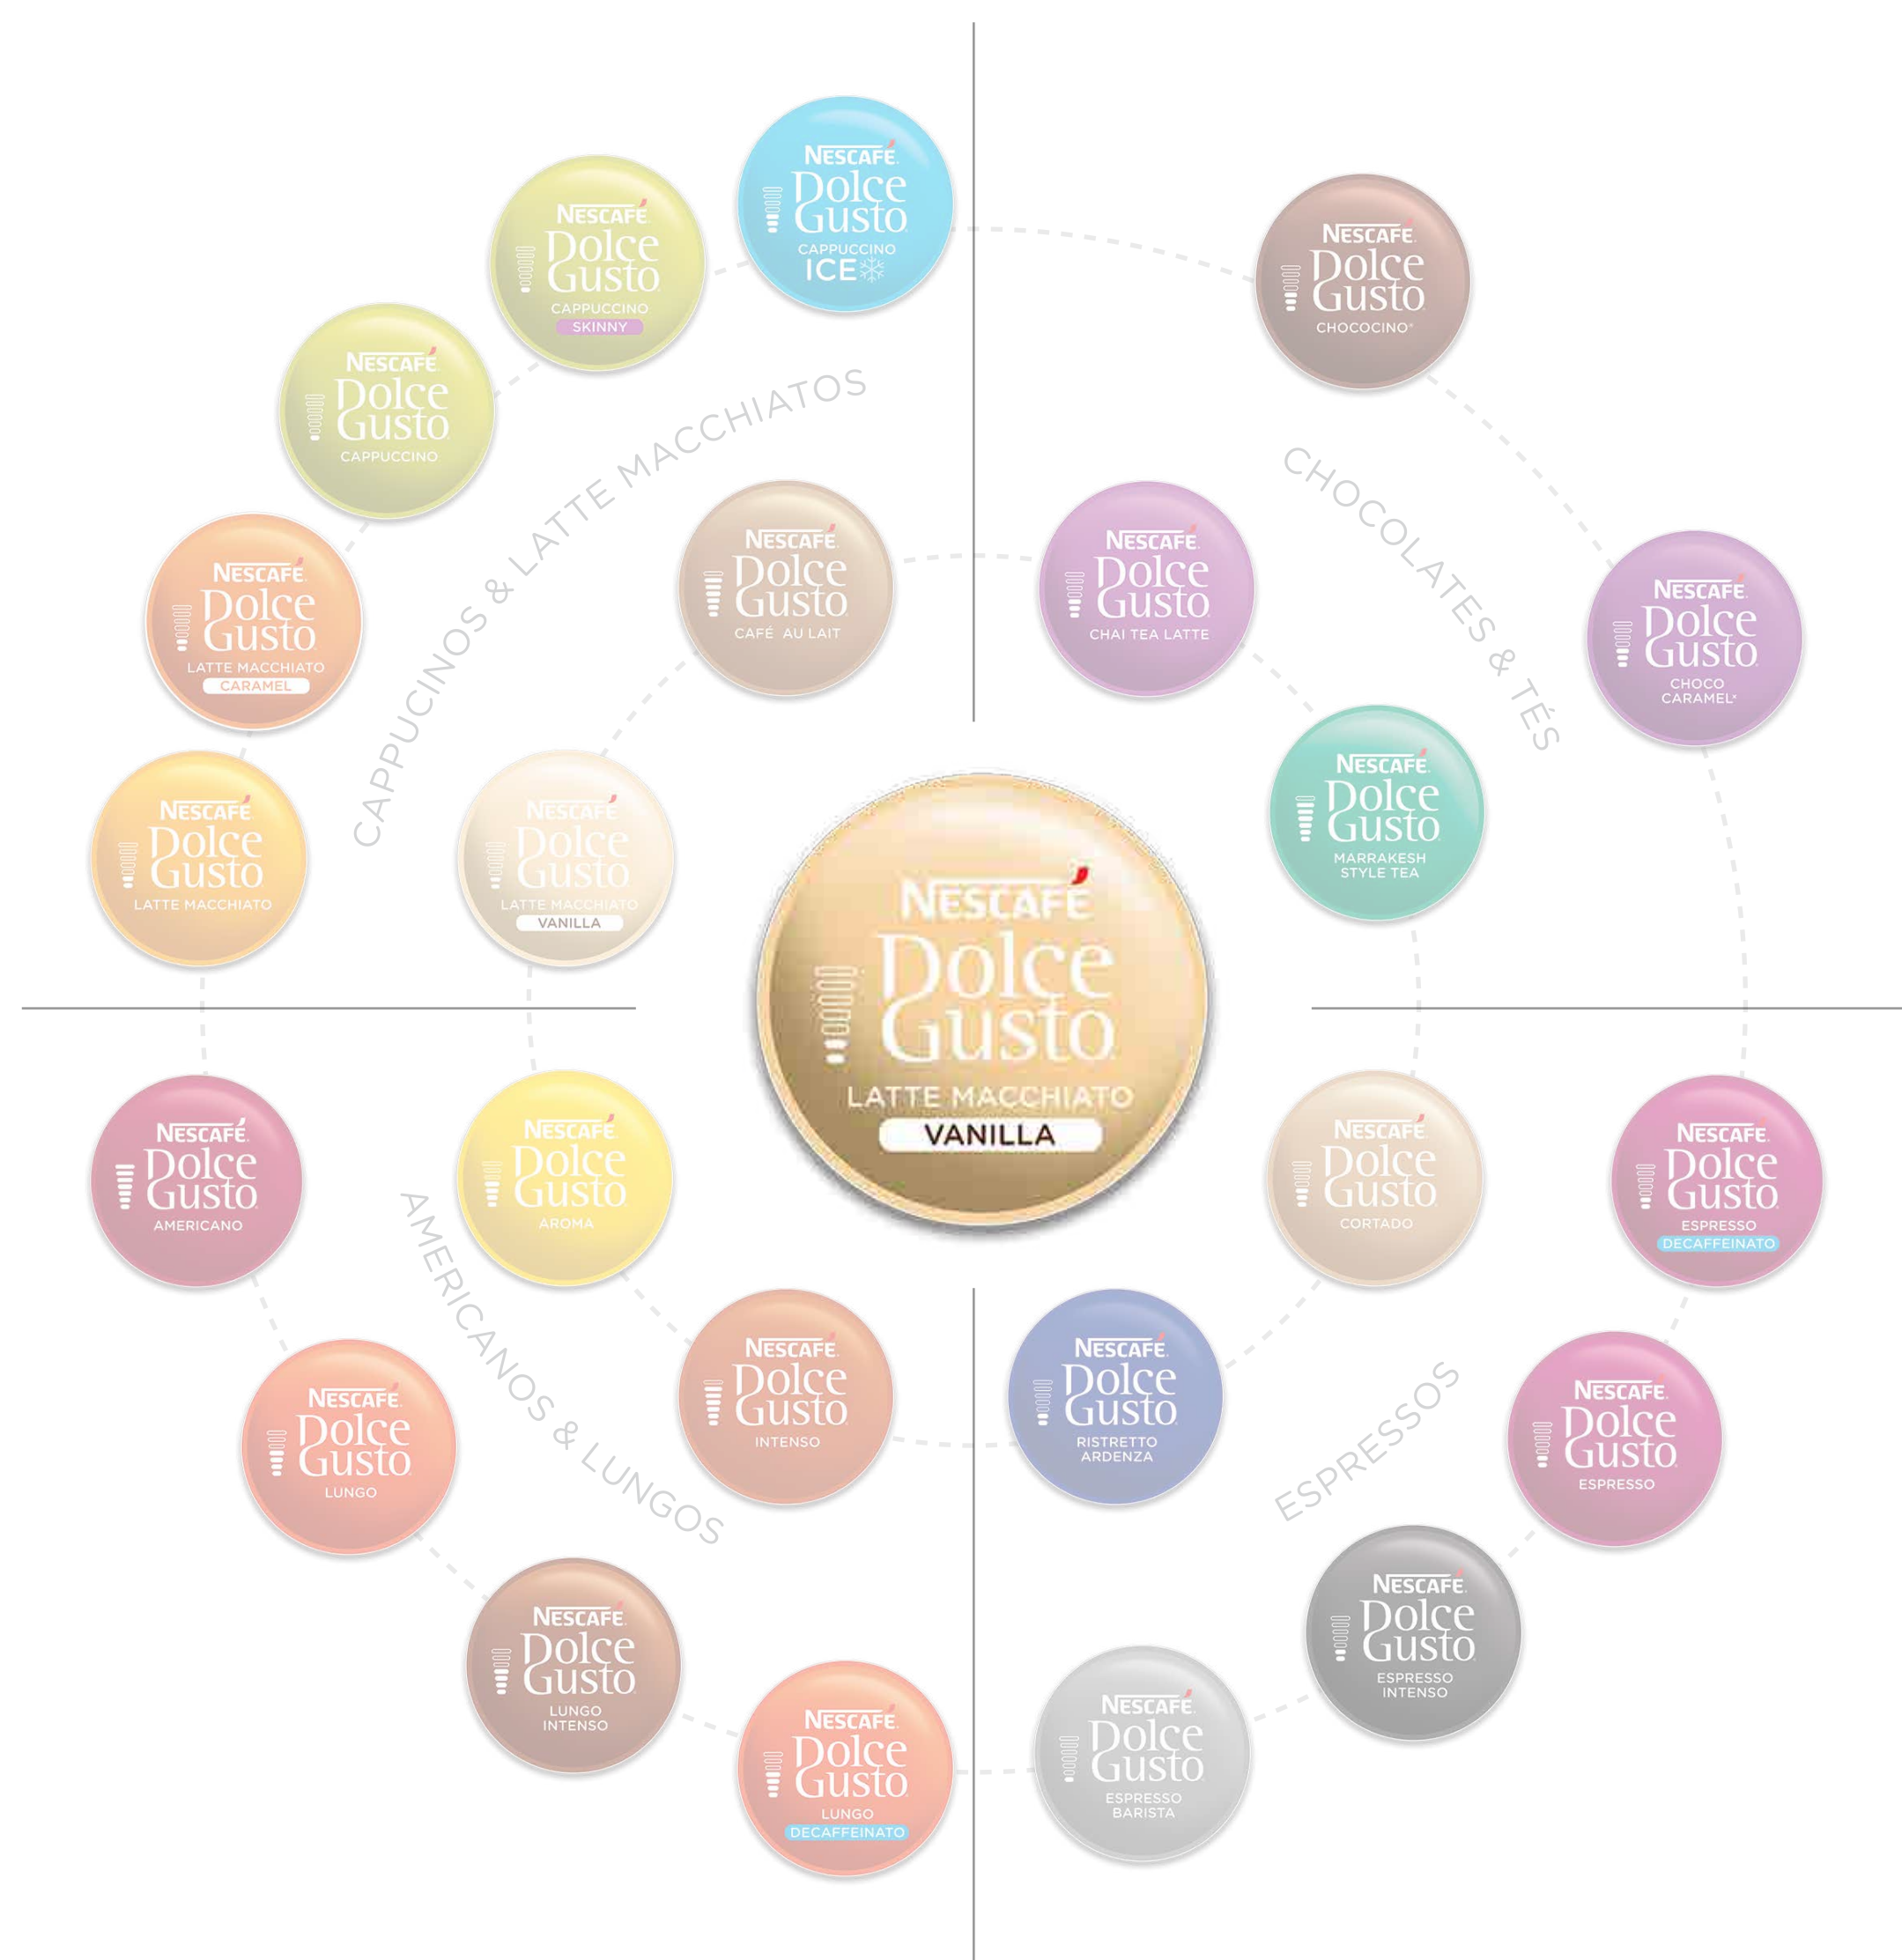 NESCAFÉ
Dolce
Gusto
CAPPUCCINO
ICE
NESCAFÉ
Dolce
Gusto
CAPPUCCINO
SKINNY
NESCAFÉ
Dolce
Gusto
CAPPUCCINO
NESCAFÉ
Dolce
Gusto
LATTE MACCHIATO
CARAMEL
NESCAFÉ
Dolce
Gusto
LATTE MACCHIATO
CAPPUCINOS & LATTE MACCHIATOS
NESCAFÉ
Dolce
Gusto
CAFÉ AU LAIT
NESCAFÉ
Dolce
Gusto
LATTE MACCHIATO
VANILLA
NESCAFÉ
Dolce
Gusto
CHOCOCINO®
CHOCOLATES & TÉS
NESCAFÉ
Dolce
Gusto
CHAI TEA LATTE
NESCAFÉ
Dolce
Gusto
CHOCO
CARAMEL*
NESCAFÉ
Dolce
Gusto
MARRAKESH
STYLE TEA
NESCAFÉ
Dolce
Gusto
LATTE MACCHIATO
VANILLA
NESCAFÉ
Dolce
Gusto
AMERICANO
NESCAFÉ
Dolce
Gusto
AROMA
AMERICANOS & LUNGOS
NESCAFÉ
Dolce
Gusto
INTENSO
NESCAFÉ
Dolce
Gusto
LUNGO
NESCAFÉ
Dolce
Gusto
LUNGO
INTENSO
NESCAFÉ
Dolce
Gusto
LUNGO
DECAFFEINATO
NESCAFÉ
Dolce
Gusto
CORTADO
NESCAFÉ
Dolce
Gusto
ESPRESSO
DECAFFEINATO
NESCAFÉ
Dolce
Gusto
RISTRETTO
ARDENZA
ESPRESSOS
NESCAFÉ
Dolce
Gusto
ESPRESSO
NESCAFÉ
Dolce
Gusto
ESPRESSO
INTENSO
NESCAFÉ
Dolce
Gusto
ESPRESSO
BARISTA